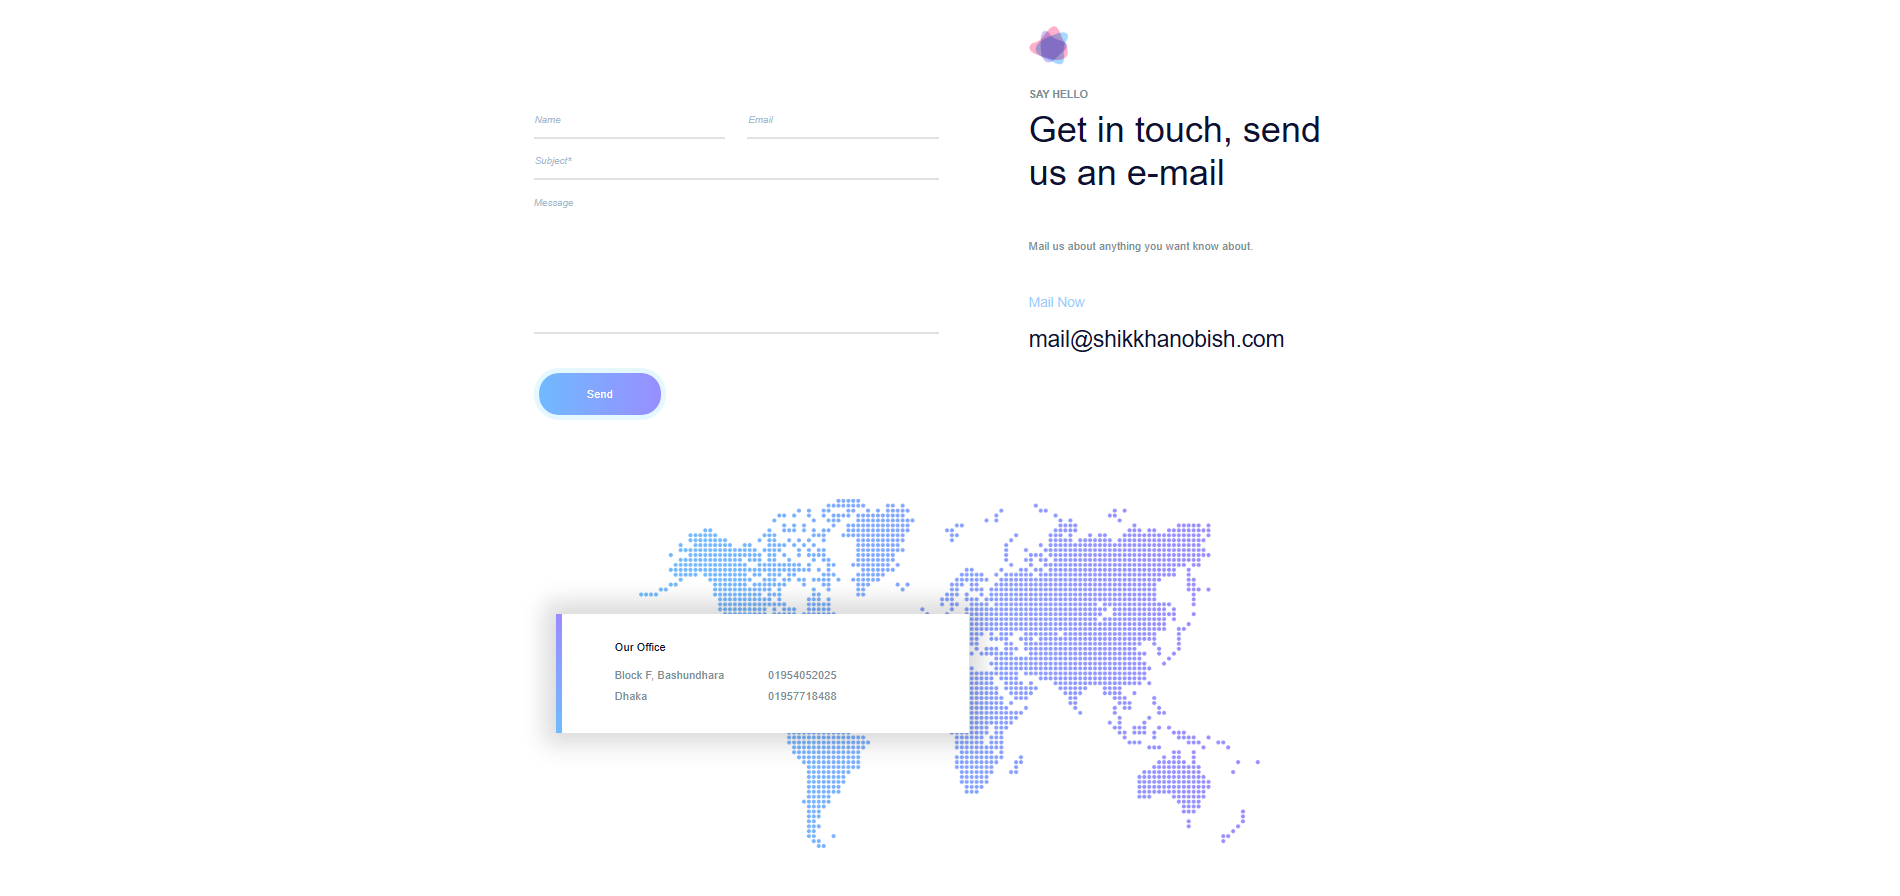 Name
Email
Subject*
Message
Send
SAY HELLO
Get in touch, send
us an e-mail
Mail us about anything you want know about.
Mail Now
mail@shikkhanobish.com
Our Office
Block F, Bashundhara
Dhaka
01954052025
01957718488